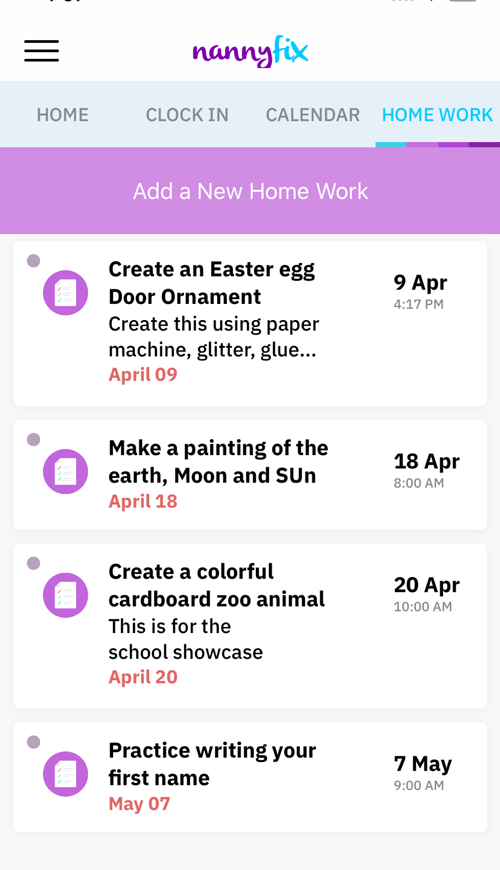 nannyfix
HOME CLOCK IN CALENDAR HOME WORK
Add a New Home Work
Create an Easter egg
Door Ornament
Create this using paper
machine, glitter, glue...
April 09
9 Apr
4:17 PM
Make a painting of the
earth, Moon and SUn
April 18
18 Apr
8:00 AM
Create a colorful
cardboard zoo animal
This is for the
school showcase
April 20
20 Apr
10:00 AM
Practice writing your
first name
May 07
7 May
9:00 AM